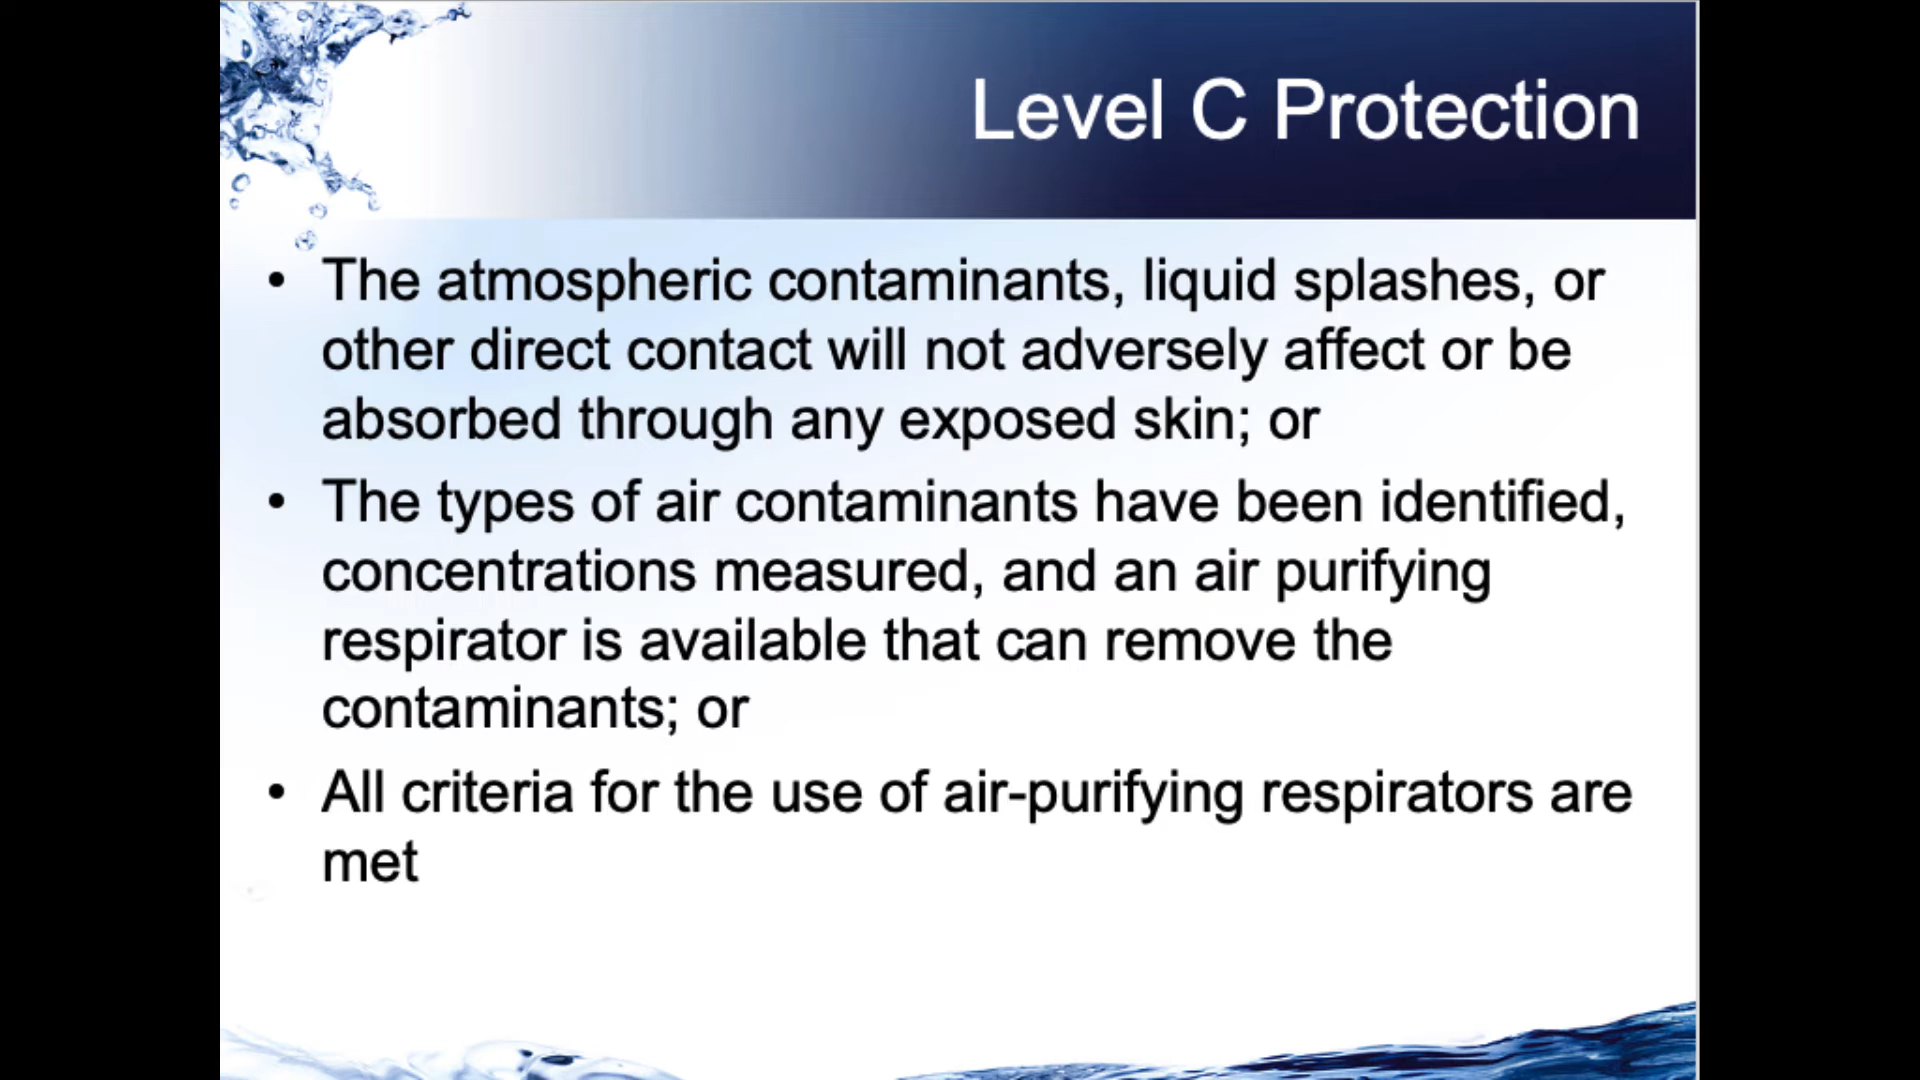 Level C Protection
• The atmospheric contaminants, liquid splashes, or
other direct contact will not adversely affect or be
absorbed through any exposed skin; or
• The types of air contaminants have been identified,
concentrations measured, and an air purifying
respirator is available that can remove the
contaminants; or
• All criteria for the use of air-purifying respirators are
met